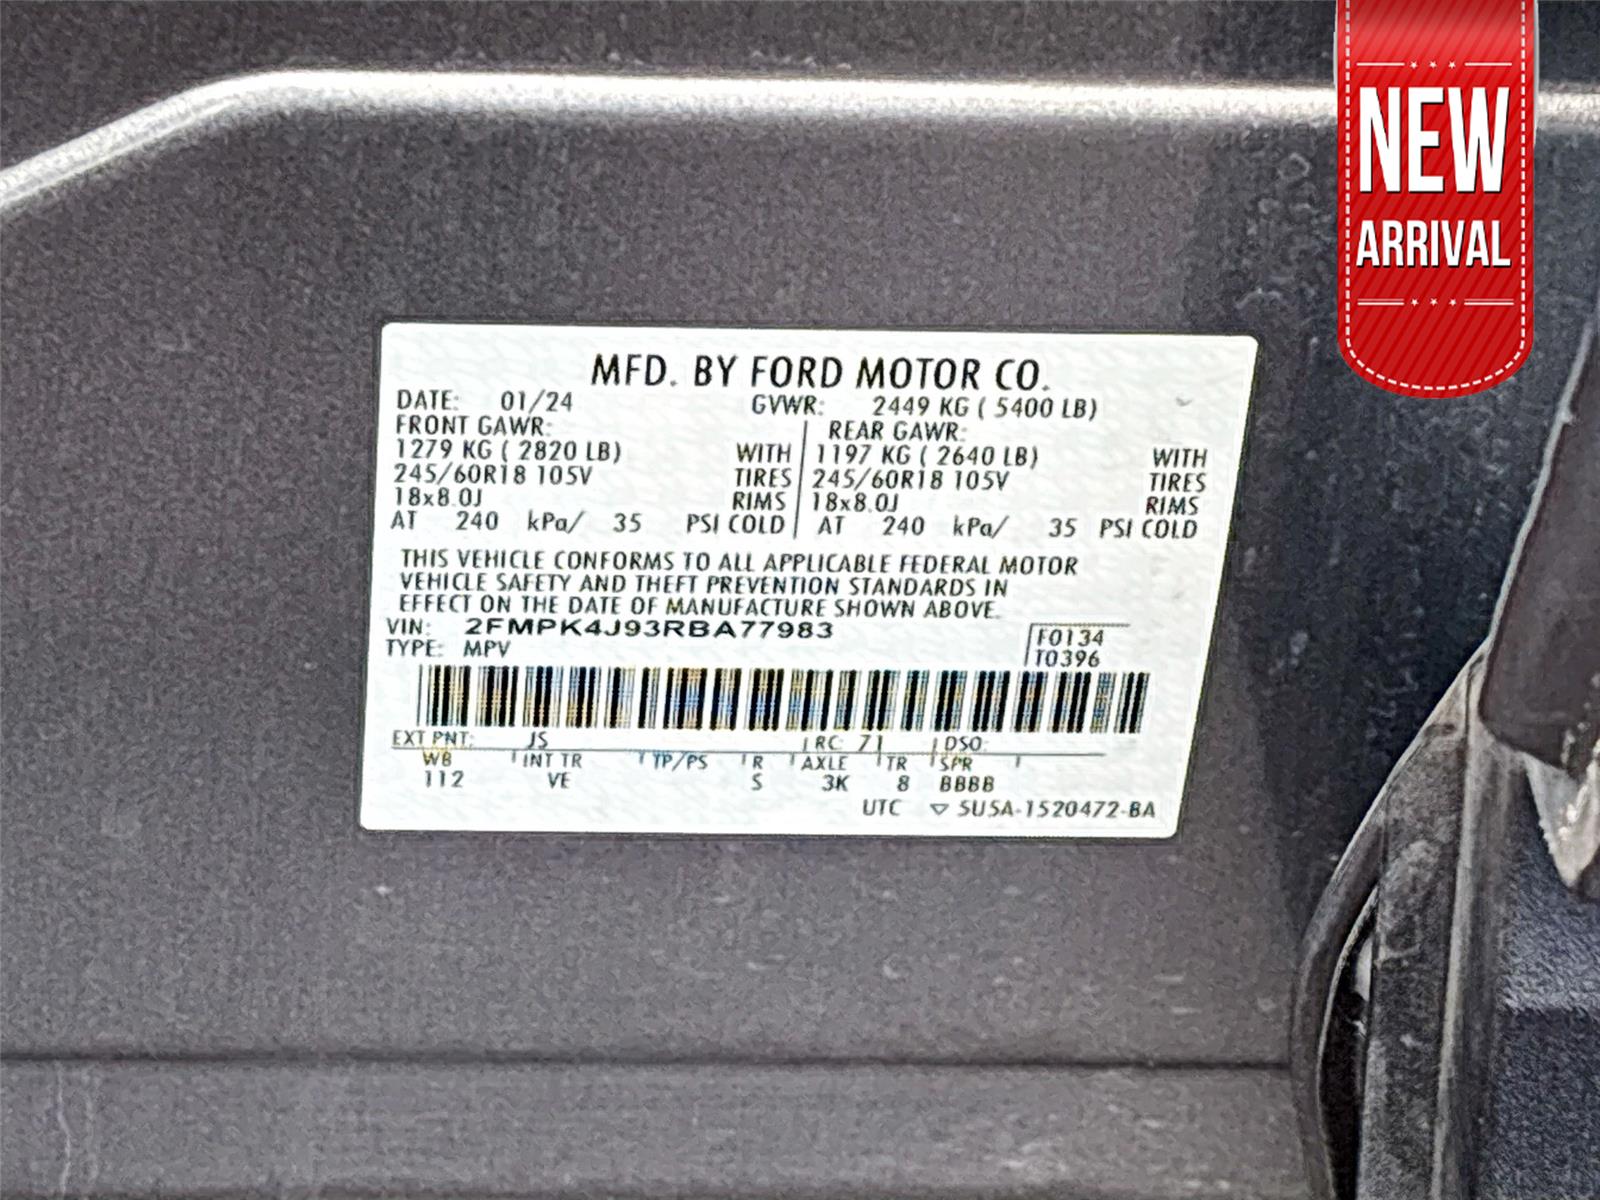 NEW
ARRIVAL
MFD. BY FORD MOTOR CO.
DATE: 01/24 GVWR: 2449 KG ( 5400 LB)
FRONT GAWR: REAR GAWR:
1279 KG ( 2820 LB) WITH 1197 KG ( 2640 LB) WITH
245/60R18 105V TIRES 245/60R18 105V TIRES
18x8.0J RIMS 18x8.0J RIMS
AT 240 kPa/ 35 PSI COLD AT 240 kPa/ 35 PSI COLD
THIS VEHICLE CONFORMS TO ALL APPLICABLE FEDERAL MOTOR
VEHICLE SAFETY AND THEFT PREVENTION STANDARDS IN
EFFECT ON THE DATE OF MANUFACTURE SHOWN ABOVE.
VIN: 2FMPK4J93RBA77983 F0134
TYPE: MPV T0396
EXT PNT: JS RC: 71 DSO:
WB INT TR TP/PS R AXLE TR SPR
112 VE S 3K 8 BBBB
UTC ▽ 5U5A-1520472-BA